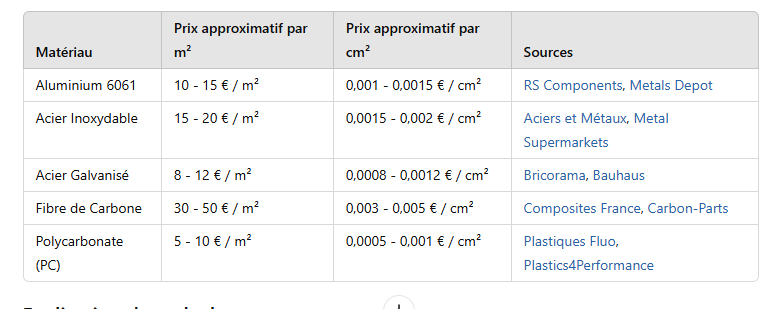 Matériau Prix approximatif par m² Prix approximatif par cm² Sources
Aluminium 6061 10 - 15 € / m² 0,001 - 0,0015 € / cm² RS Components, Metals Depot
Acier Inoxydable 15 - 20 € / m² 0,0015 - 0,002 € / cm² Aciers et Métaux, Metal Supermarkets
Acier Galvanisé 8 - 12 € / m² 0,0008 - 0,0012 € / cm² Bricorama, Bauhaus
Fibre de Carbone 30 - 50 € / m² 0,003 - 0,005 € / cm² Composites France, Carbon-Parts
Polycarbonate (PC) 5 - 10 € / m² 0,0005 - 0,001 € / cm² Plastiques Fluo, Plastics4Performance